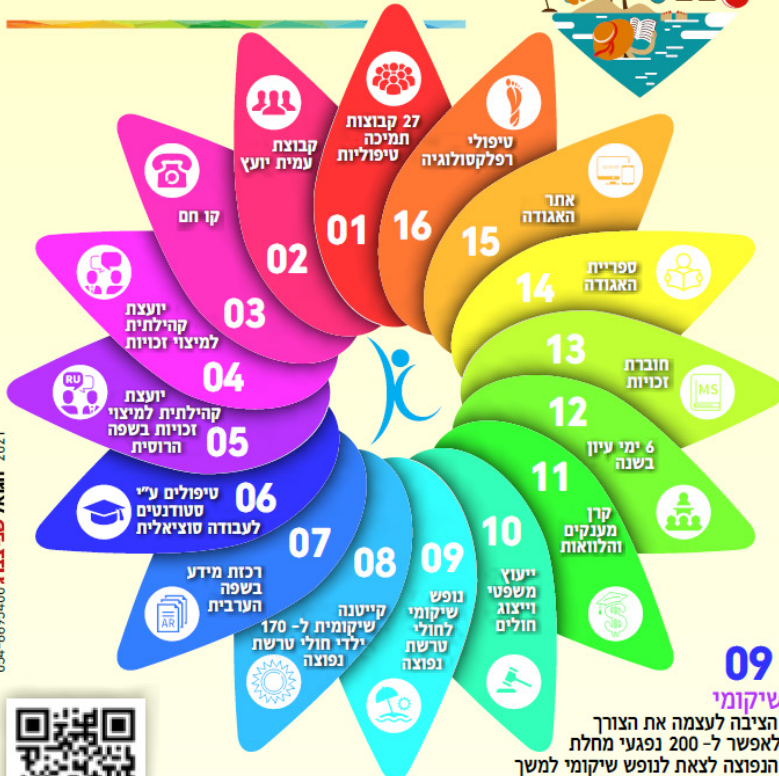 01
27 קבוצות
תמיכה
טיפוליות
02
קבוצת
עמית יועץ
03
קו חם
04
יועצת
קהילתית
למיצוי זכויות
05
יועצת
קהילתית למיצוי
זכויות בשפה
הרוסית
RU
06
טיפולים ע"י
סטודנטים
לעבודה סוציאלית
07
רכזת מידע
בשפה
הערבית
AR
08
קייטנה
שיקומית ל- 170
ילדי חולי טרשת
נפוצה
09
נופש
שיקומי
לחולי
טרשת
נפוצה
10
ייעוץ
משפטי
וייצוג
חולים
11
קרן
מענקים
והלוואות
12
6 ימי עיון
בשנה
13
חוברת
זכויות
MS
14
ספריית
האגודה
15
אתר
האגודה
16
טיפולי
רפלקסולוגיה
09
שיקומי
הציבה לעצמה את הצורך
לאפשר ל- 200 נפגעי מחלת
הנפוצה לצאת לנופש שיקומי למשך
2021